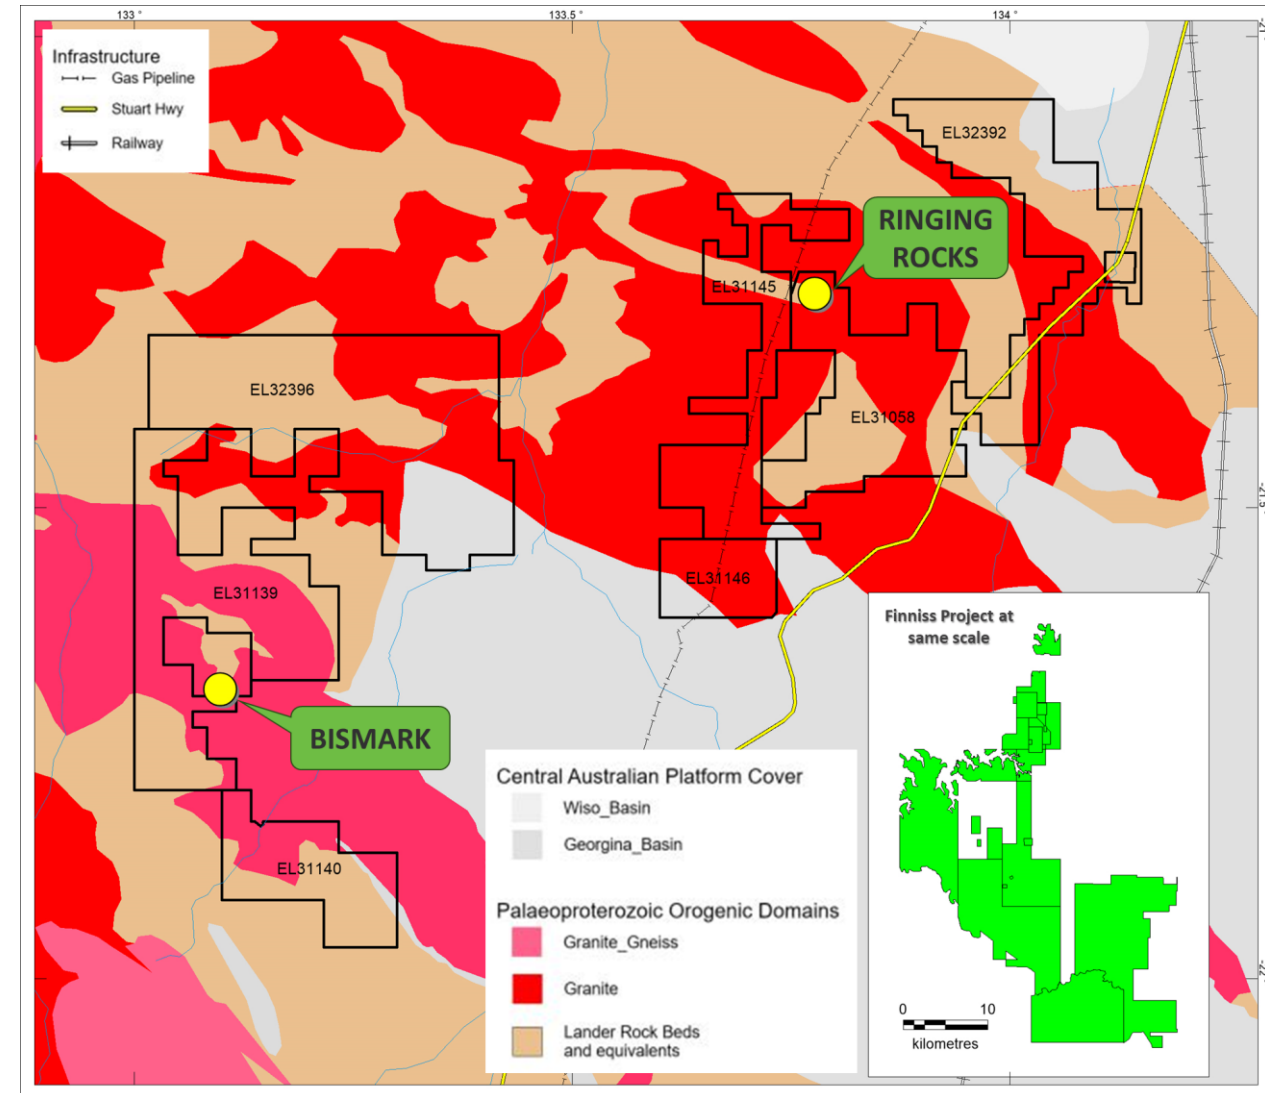 133 °
133,5 °
134 °
Infrastructure
Gas Pipeline
Stuart Hwy
Railway
EL32392
RINGING
ROCKS
EL31145
EL32396
EL31058
EL31146
EL31139
BISMARK
EL31140
Finniss Project at
same scale
0 10
kilometres
Central Australian Platform Cover
Wiso_Basin
Georgina_Basin
Palaeoproterozoic Orogenic Domains
Granite_Gneiss
Granite
Lander Rock Beds
and equivalents